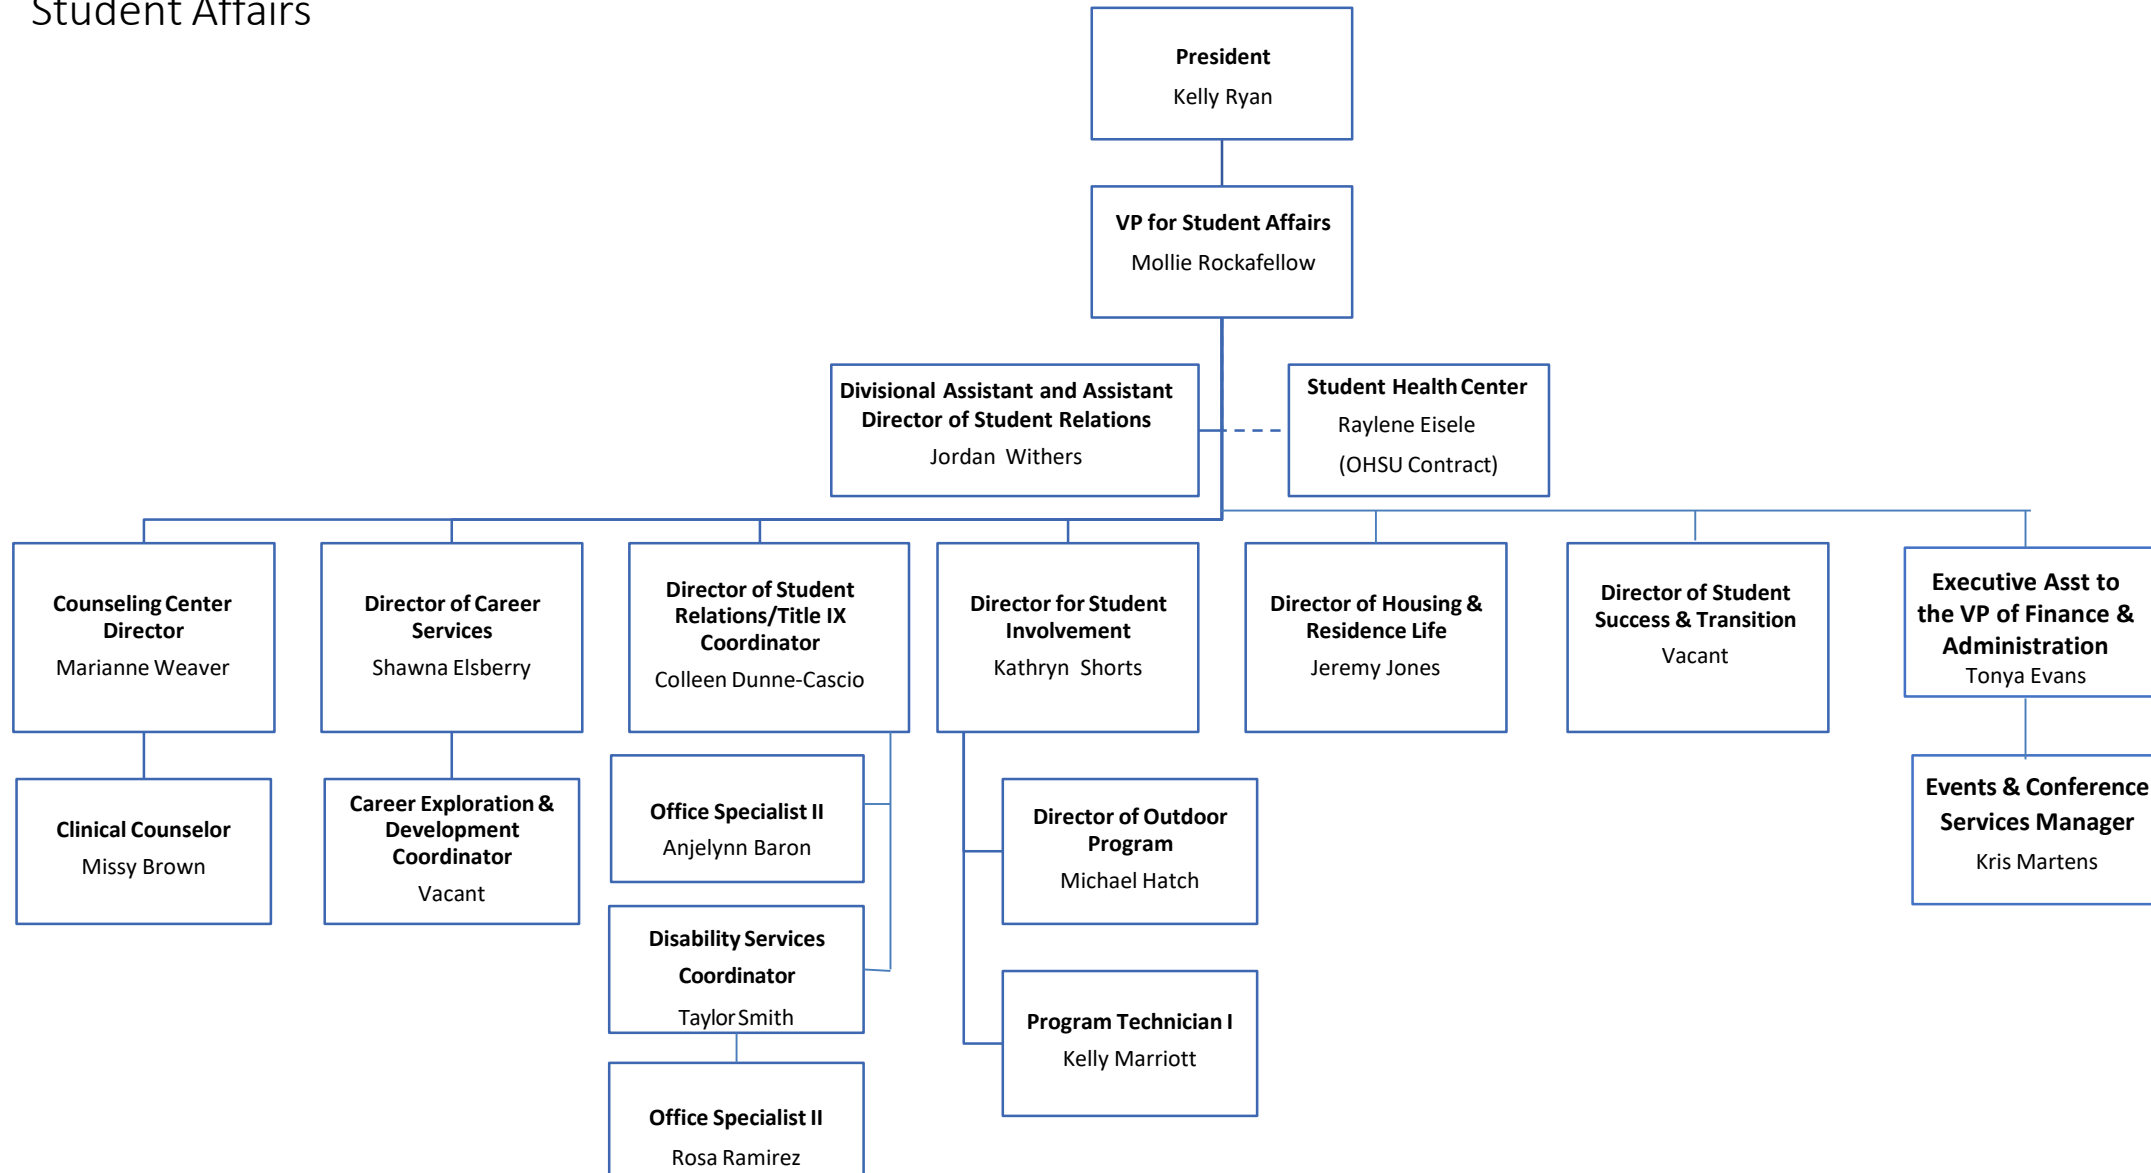 Student Affairs
President
Kelly Ryan
VP for Student Affairs
Mollie Rockafellow
Divisional Assistant and Assistant
Director of Student Relations
Jordan Withers
Student Health Center
Raylene Eisele
(OHSU Contract)
Counseling Center
Director
Marianne Weaver
Director of Career
Services
Shawna Elsberry
Director of Student
Relations/Title IX
Coordinator
Colleen Dunne-Cascio
Director for Student
Involvement
Kathryn Shorts
Director of Housing &
Residence Life
Jeremy Jones
Director of Student
Success & Transition
Vacant
Executive Asst to
the VP of Finance &
Administration
Tonya Evans
Clinical Counselor
Missy Brown
Career Exploration &
Development
Coordinator
Vacant
Office Specialist II
Anjelynn Baron
Disability Services
Coordinator
Taylor Smith
Office Specialist II
Rosa Ramirez
Director of Outdoor
Program
Michael Hatch
Program Technician I
Kelly Marriott
Events & Conference
Services Manager
Kris Martens